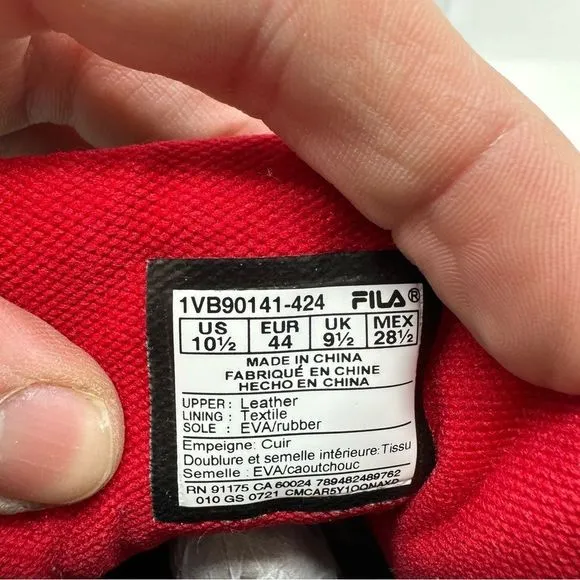 1VB90141-424 FILA®
US EUR UK MEX
10½ 44 9½ 28½
MADE IN CHINA
FABRIQUÉ EN CHINE
HECHO EN CHINA
UPPER : Leather
LINING : Textile
SOLE : EVA/rubber
Empeigne: Cuir
Doublure et semelle intérieure: Tissu
Semelle : EVA/caoutchouc
RN 91175 CA 60024 789482489762
010 GS 0721